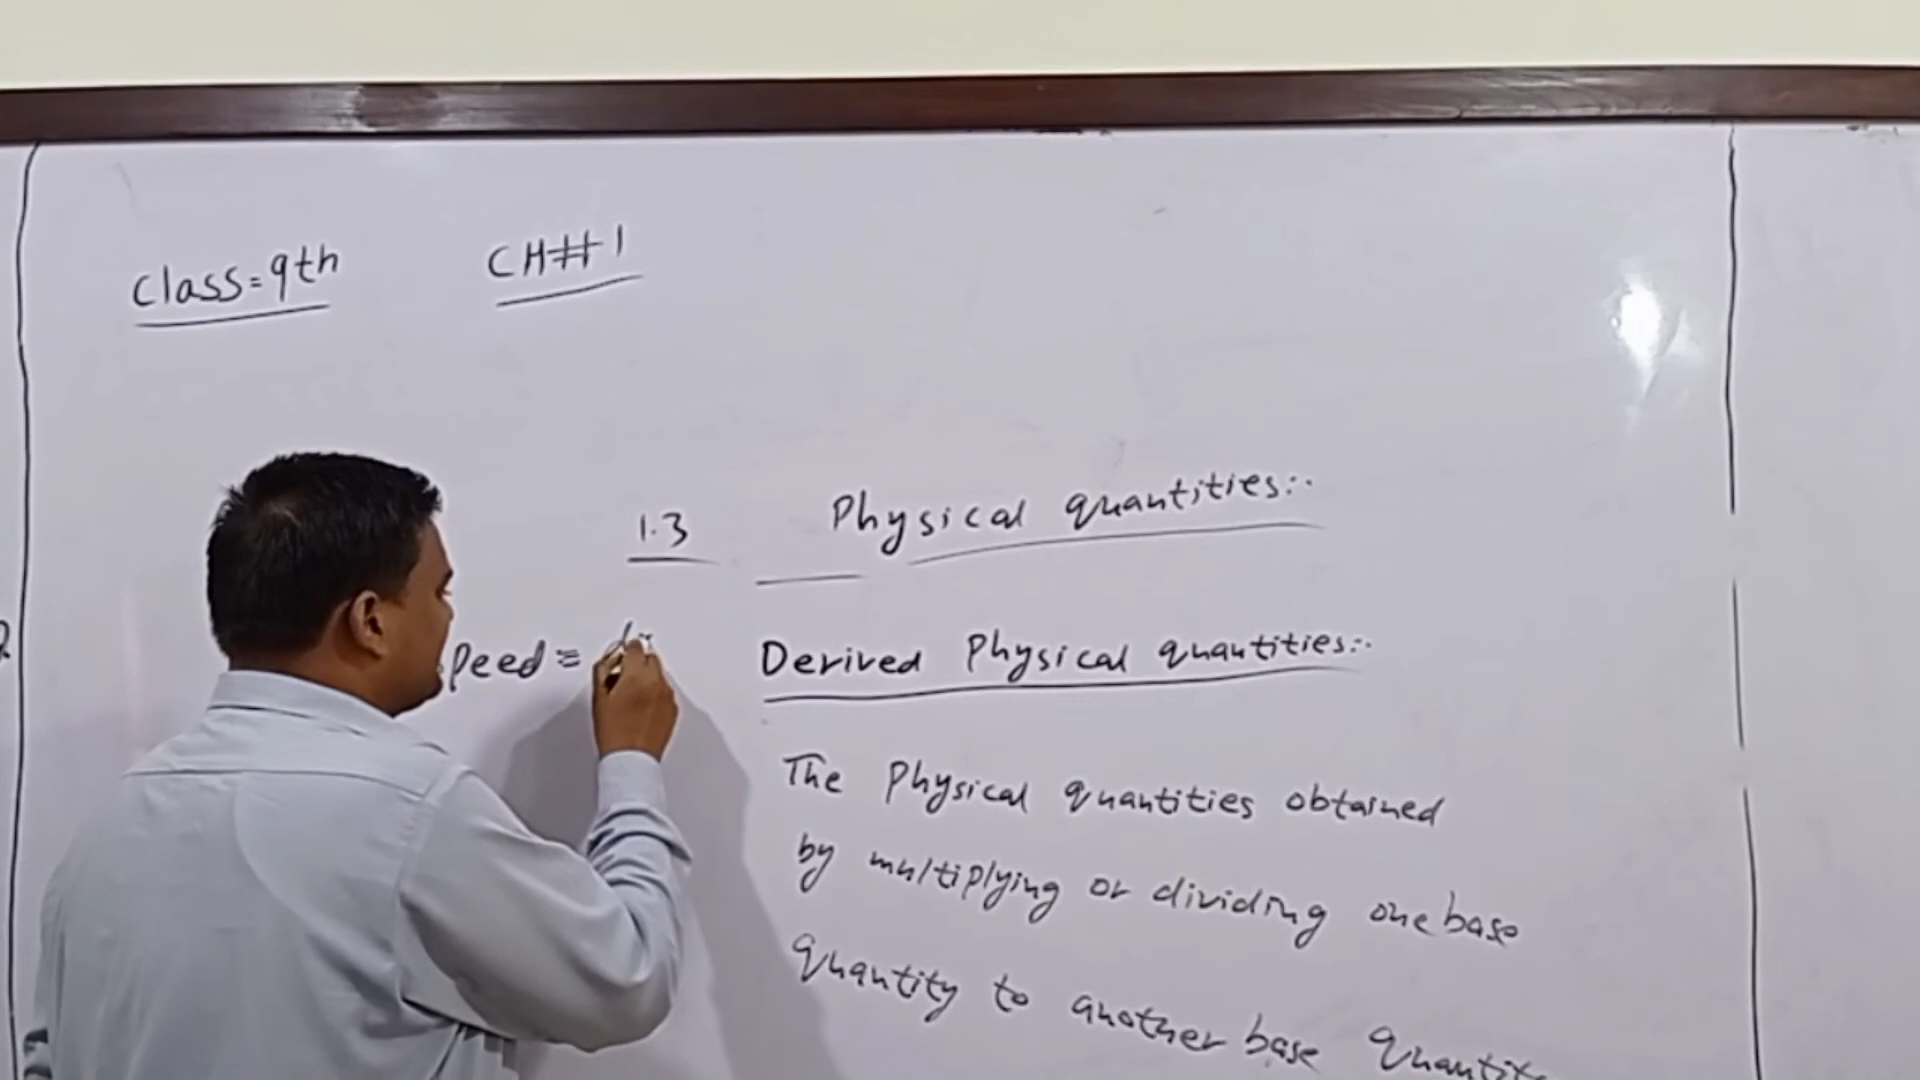 Class=9th CH#1
1.3 Physical quantities:.
peed =
Derived Physical quantities:.
The Physical quantities obtained
by multiplying or dividing one base
quantity to another base